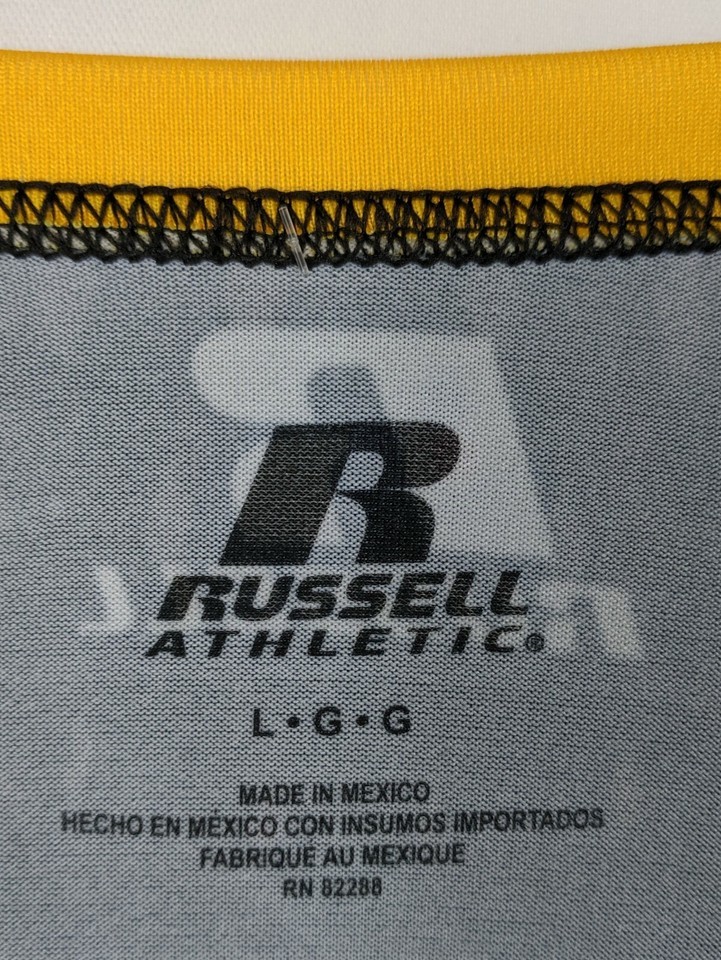 R
RUSSELL
ATHLETIC®
L•G•G
MADE IN MEXICO
HECHO EN MÉXICO CON INSUMOS IMPORTADOS
FABRIQUE AU MEXIQUE
RN 82288